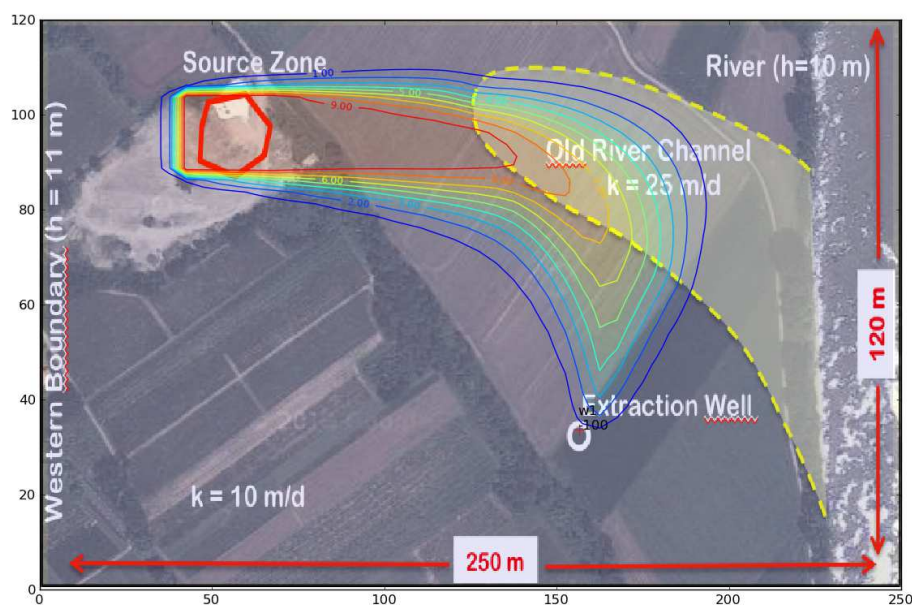 120
100
80
60
40
20
0
0
50
100
150
200
250
Western Boundary (h = 11 m)
Source Zone
River (h=10 m)
1.00
9.00
6.00
2.00
Old River Channel
k = 25 m/d
120 m
w1
-100
Extraction Well
k = 10 m/d
250 m